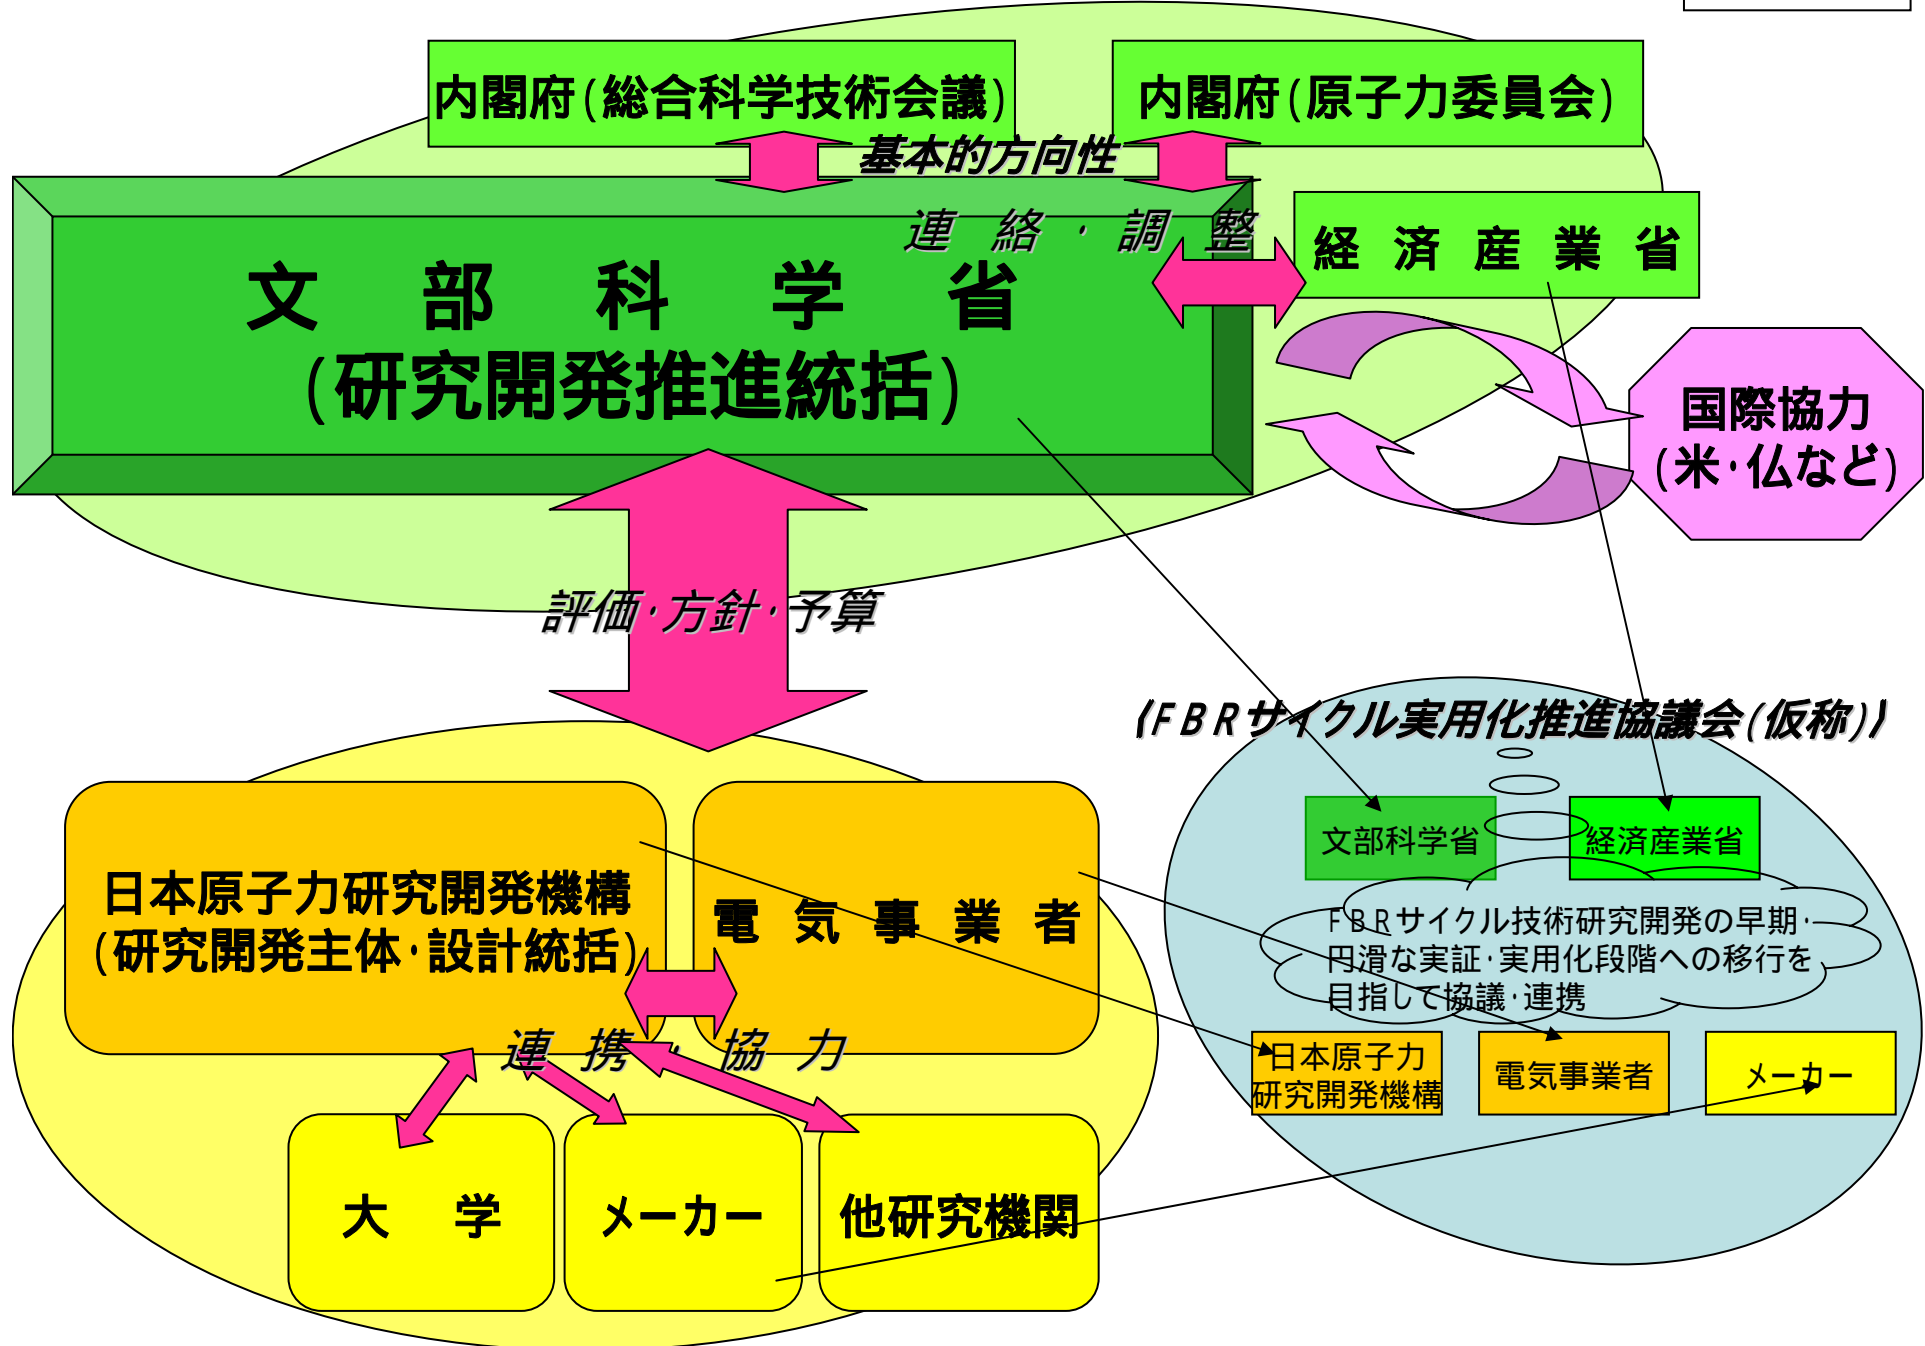 内閣府(総合科学技術会議)
内閣府(原子力委員会)
基本的方向性
連絡・調整
経済産業省
文部科学省
(研究開発推進統括)
国際協力
(米・仏など)
評価・方針・予算
〈FBRサイクル実用化推進協議会(仮称)〉
文部科学省
経済産業省
FBRサイクル技術研究開発の早期・
円滑な実証・実用化段階への移行を
目指して協議・連携
日本原子力
研究開発機構
電気事業者
メーカー
日本原子力研究開発機構
(研究開発主体・設計統括)
電気事業者
連携・協力
大学
メーカー
他研究機関